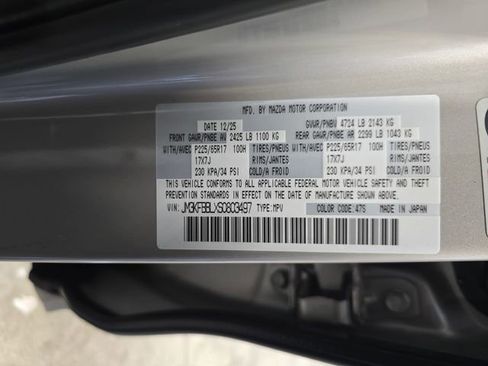 MFD. BY MAZDA MOTOR CORPORATION
DATE 12/25 GVWR/PNBV 4724 LB 2143 KG
FRONT GAWR/PNBE AV 2425 LB 1100 KG REAR GAWR/PNBE AR 2299 LB 1043 KG
WITH/AVEC P225/65R17 100H TIRES/PNEUS WITH/AVEC P225/65R17 100H TIRES/PNEUS
17X7J RIMS/JANTES 17X7J RIMS/JANTES
230 KPA/34 PSI COLD/A FROID 230 KPA/34 PSI COLD/A FROID
THIS VEHICLE CONFORMS TO ALL APPLICABLE FEDERAL MOTOR VEHICLE SAFETY AND
THEFT PREVENTION STANDARDS IN EFFECT ON THE DATE OF MANUFACTURE SHOWN ABOVE.
VIN: TYPE: MPV COLOR CODE: 47S MADE IN JAPAN